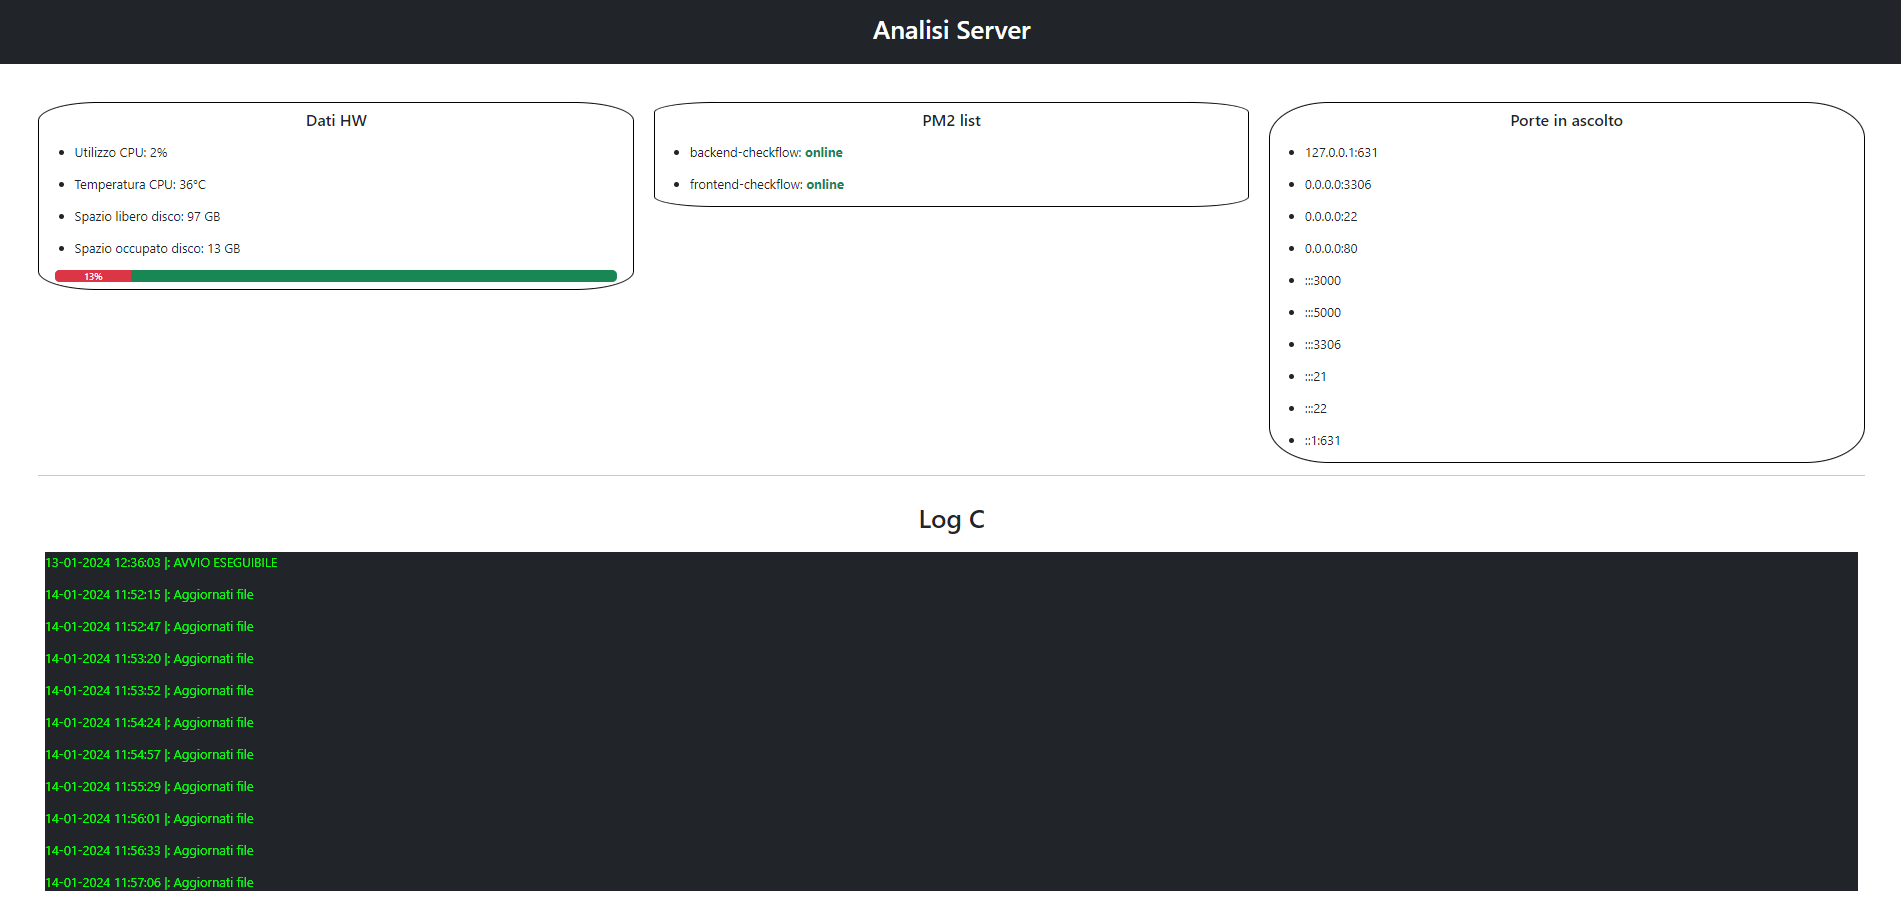 Analisi Server
Dati HW
Utilizzo CPU: 2%
Temperatura CPU: 36°C
Spazio libero disco: 97 GB
Spazio occupato disco: 13 GB
13%
PM2 list
backend-checkflow: online
frontend-checkflow: online
Porte in ascolto
127.0.0.1:631
0.0.0.0:3306
0.0.0.0:22
0.0.0.0:80
:::3000
:::5000
:::3306
:::21
:::22
::1:631
Log C
13-01-2024 12:36:03 |; AVVIO ESEGUIBILE
14-01-2024 11:52:15 |; Aggiornati file
14-01-2024 11:52:47 |; Aggiornati file
14-01-2024 11:53:20 |; Aggiornati file
14-01-2024 11:53:52 |; Aggiornati file
14-01-2024 11:54:24 |; Aggiornati file
14-01-2024 11:54:57 |; Aggiornati file
14-01-2024 11:55:29 |; Aggiornati file
14-01-2024 11:56:01 |; Aggiornati file
14-01-2024 11:56:33 |; Aggiornati file
14-01-2024 11:57:06 |; Aggiornati file